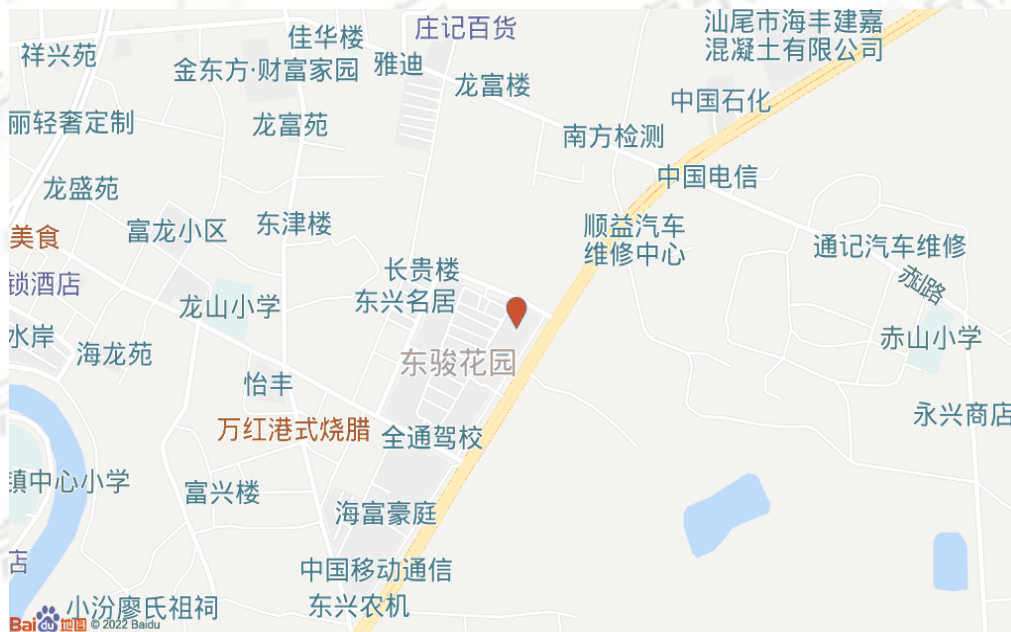 庄记百货
汕尾市海丰建嘉
混凝土有限公司
佳华楼
祥兴苑
金东方·财富家园
雅迪
龙富楼
中国石化
丽轻奢定制
龙富苑
南方检测
中国电信
龙盛苑
富龙小区
东津楼
顺益汽车
维修中心
美食
通记汽车维修
长贵楼
锁酒店
赤山路
龙山小学
东兴名居
水岸
海龙苑
赤山小学
东骏花园
怡丰
永兴商店
万红港式烧腊
全通驾校
镇中心小学
富兴楼
海富豪庭
店
中国移动通信
小汾廖氏祖祠
东兴农机
Bai du 地图 © 2022 Baidu